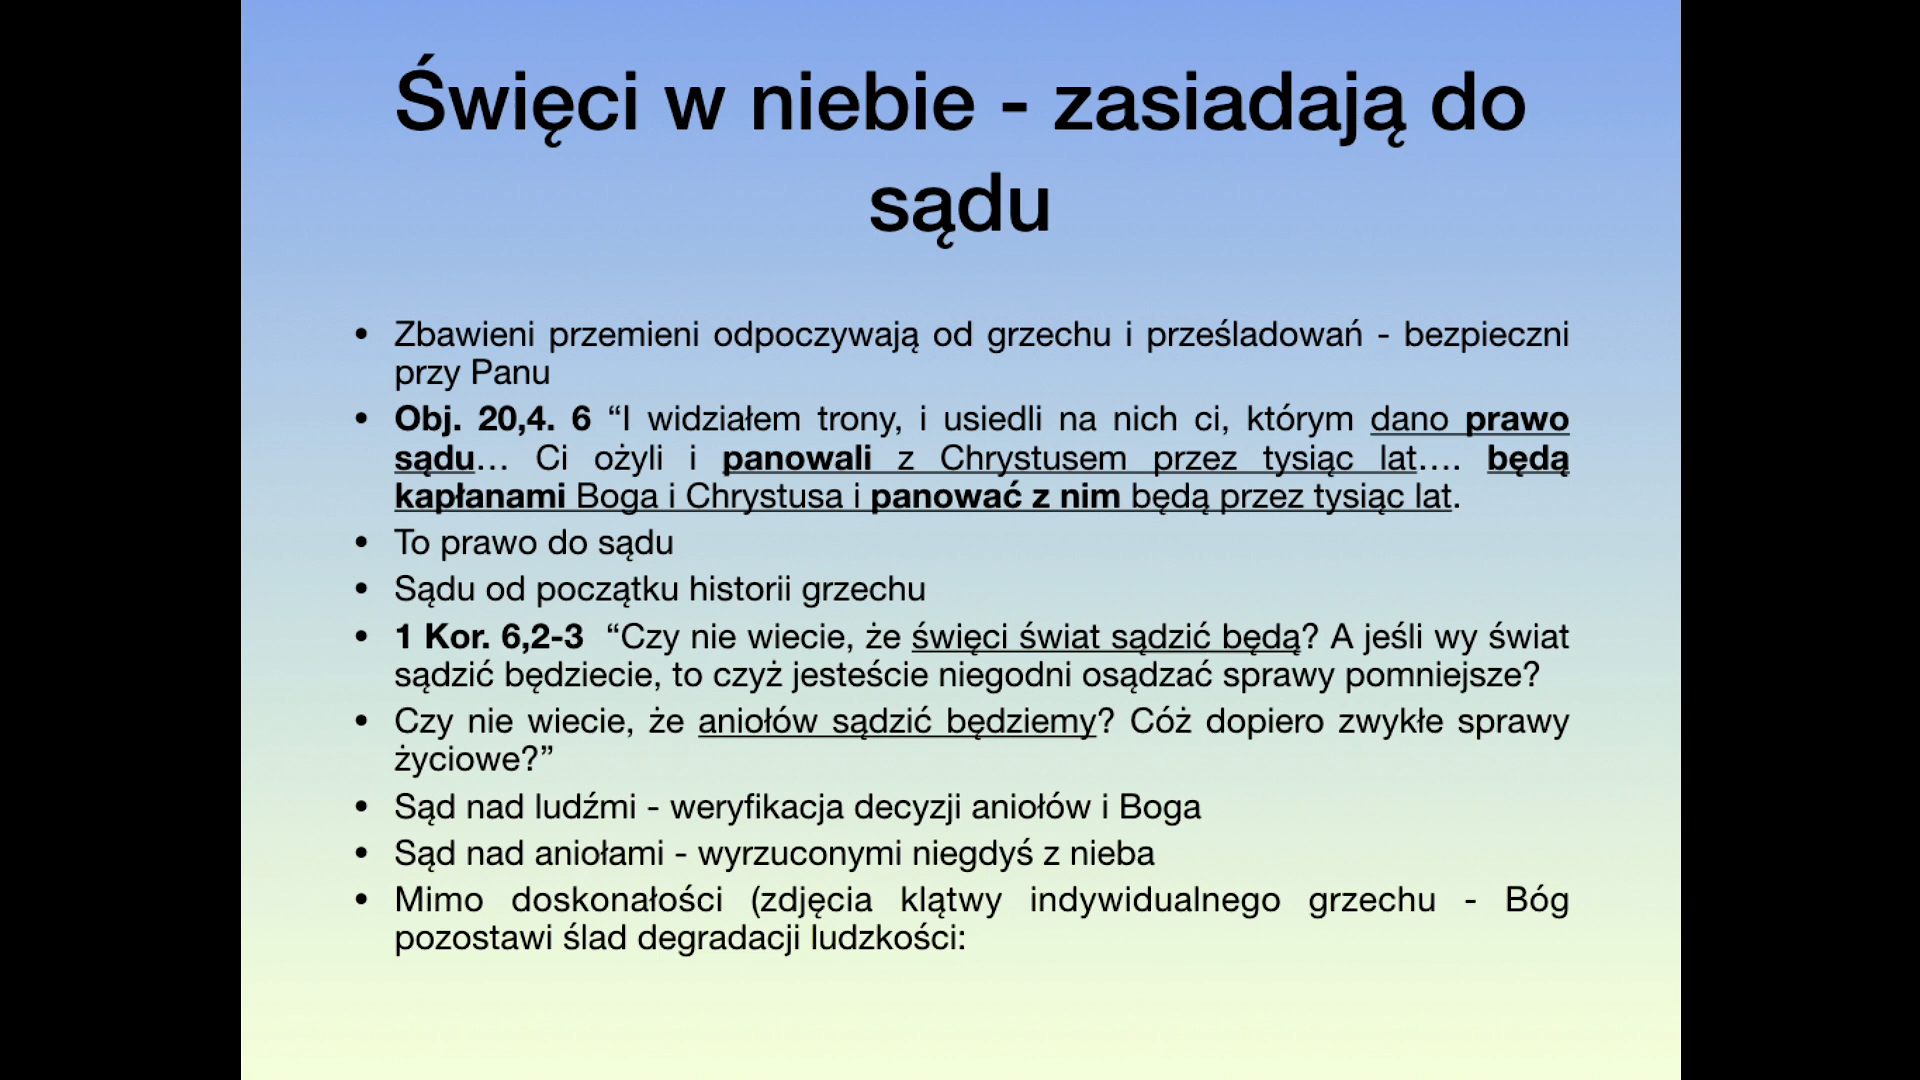 Święci w niebie - zasiadają do
sądu
• Zbawieni przemieni odpoczywają od grzechu i prześladowań - bezpieczni
przy Panu
• Obj. 20,4. 6 “I widziałem trony, i usiedli na nich ci, którym dano prawo
sądu… Ci ożyli i panowali z Chrystusem przez tysiąc lat…. będą
kapłanami Boga i Chrystusa i panować z nim będą przez tysiąc lat.
• To prawo do sądu
• Sądu od początku historii grzechu
• 1 Kor. 6,2-3 “Czy nie wiecie, że święci świat sądzić będą? A jeśli wy świat
sądzić będziecie, to czyż jesteście niegodni osądzać sprawy pomniejsze?
• Czy nie wiecie, że aniołów sądzić będziemy? Cóż dopiero zwykłe sprawy
życiowe?”
• Sąd nad ludźmi - weryfikacja decyzji aniołów i Boga
• Sąd nad aniołami - wyrzuconymi niegdyś z nieba
• Mimo doskonałości (zdjęcia klątwy indywidualnego grzechu - Bóg
pozostawi ślad degradacji ludzkości: